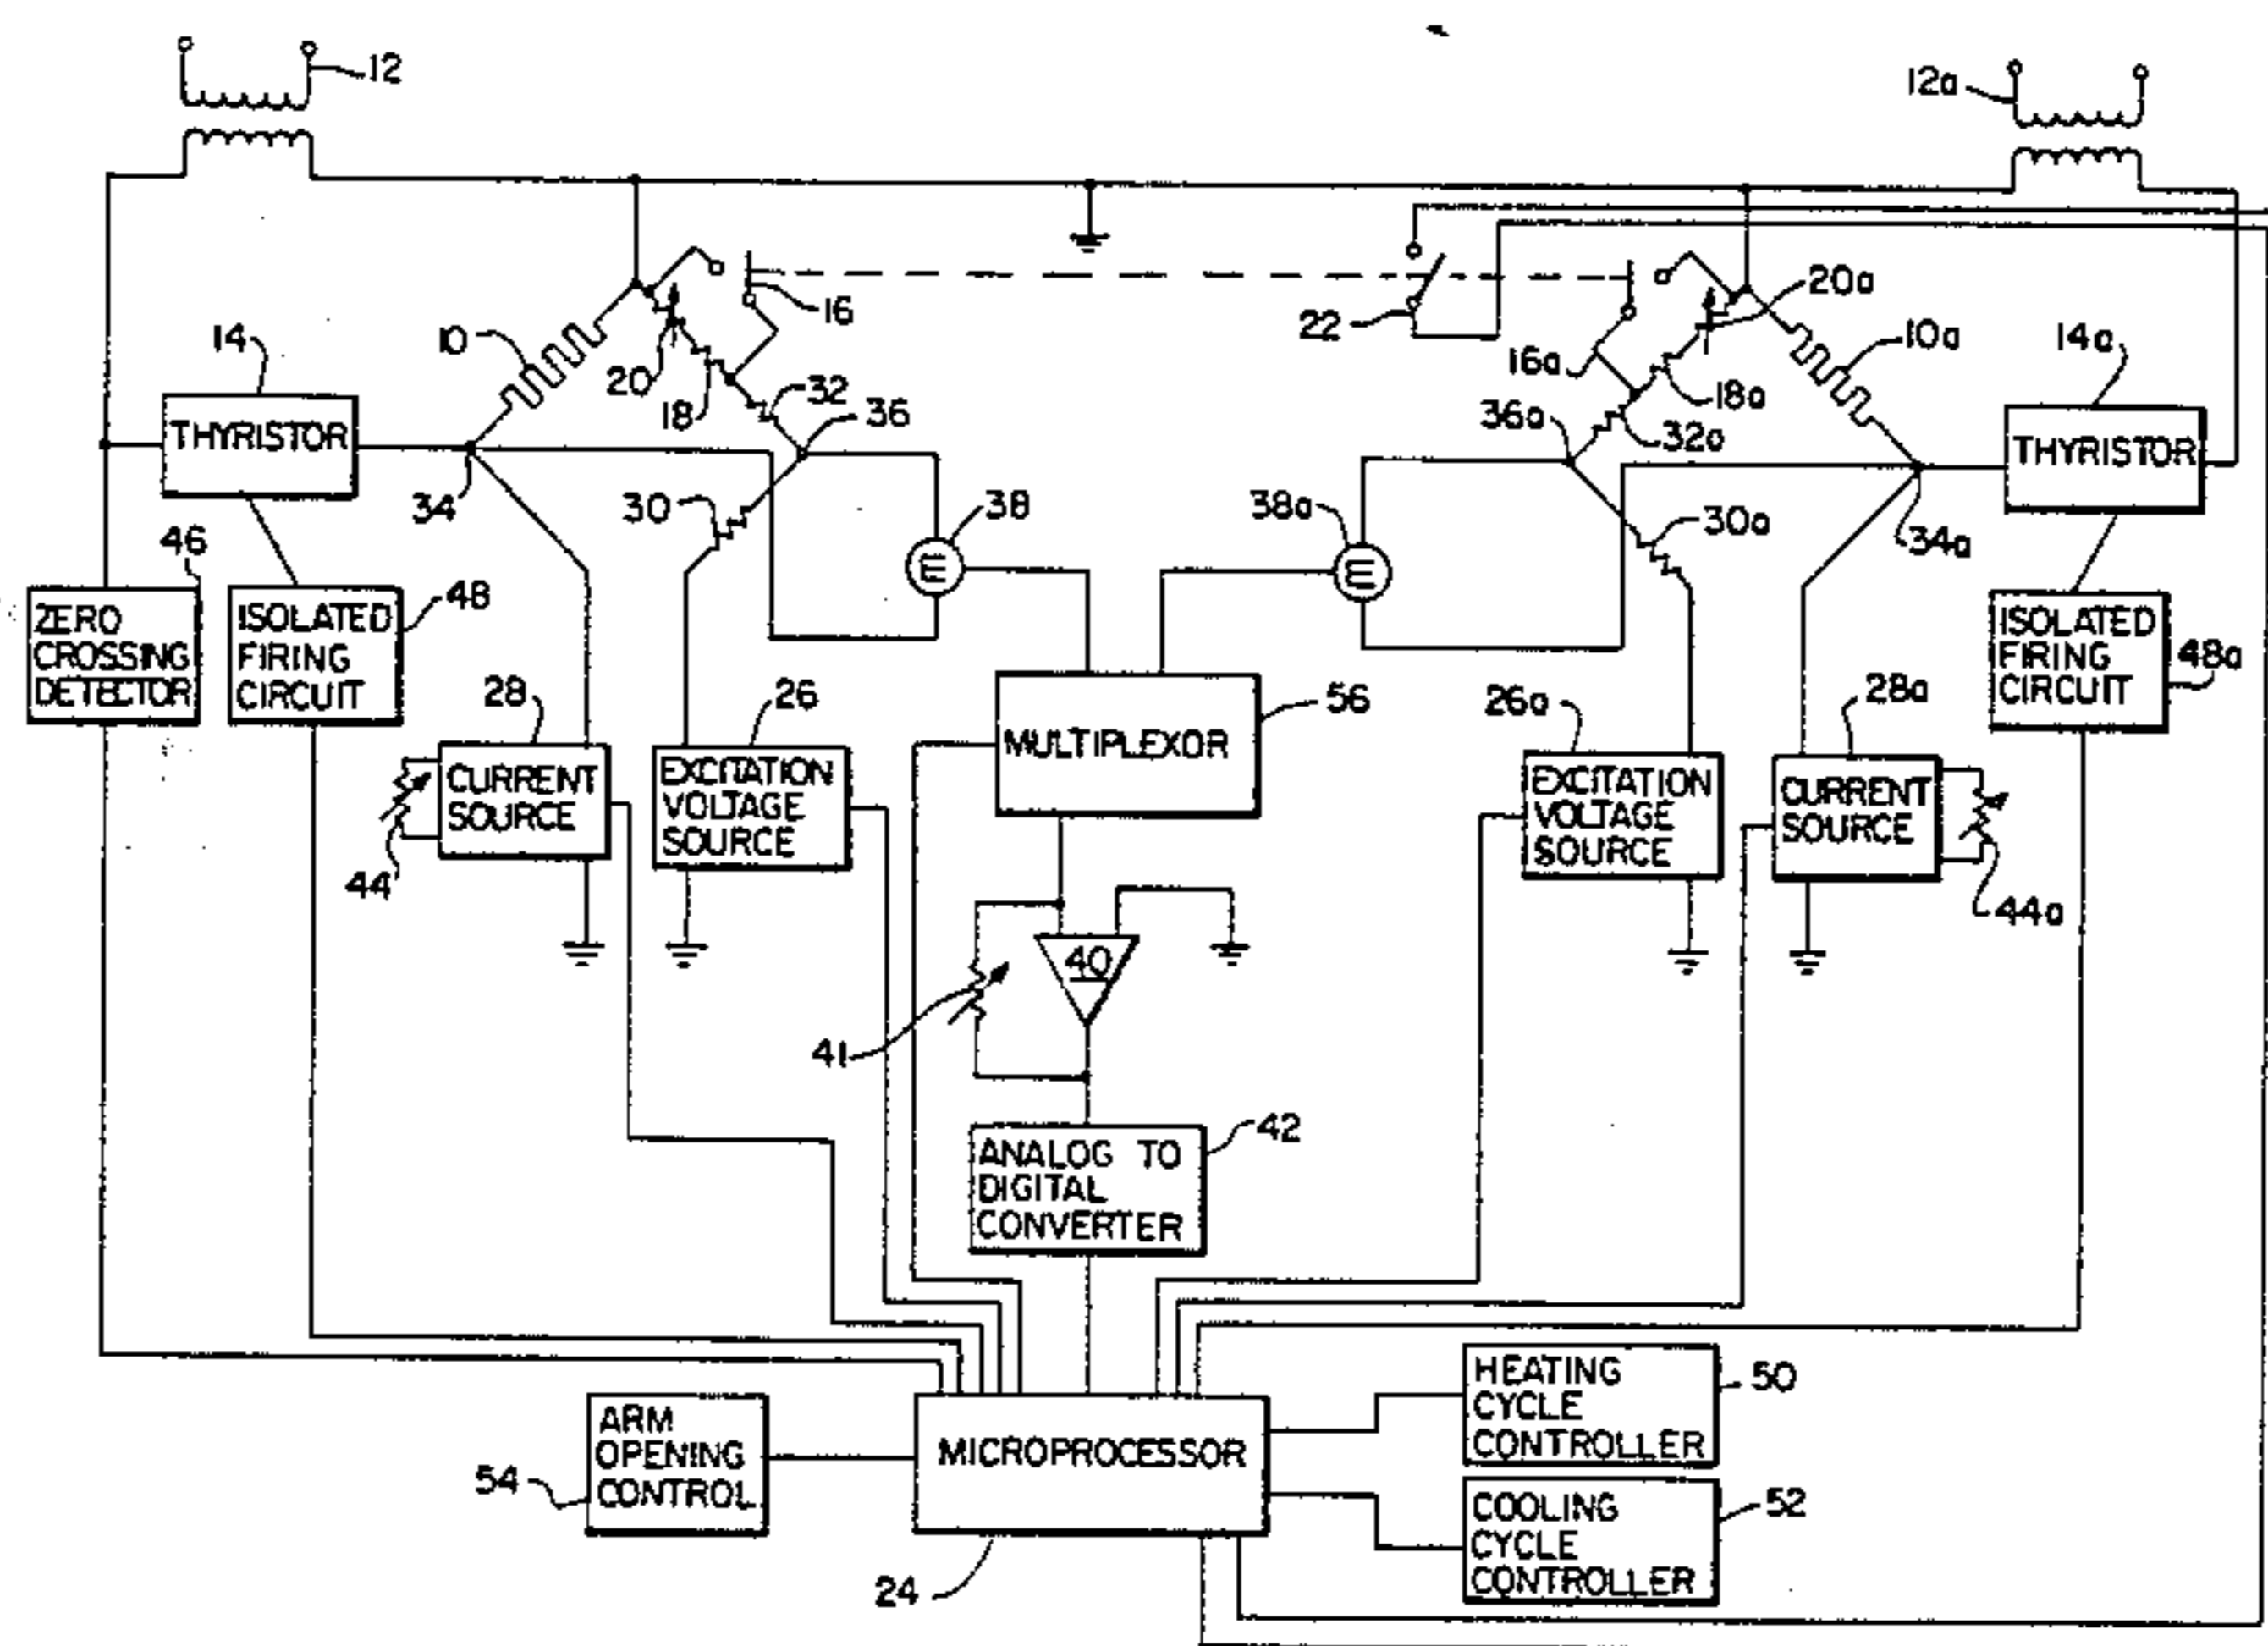 12
12a
16
20
18
10
32
36
14
THYRISTOR
34
30
38
22
20a
16a
18a
10a
32a
36a
14a
THYRISTOR
38a
30a
34a
46
ZERO
CROSSING
DETECTOR
48
ISOLATED
FIRING
CIRCUIT
28
CURRENT
SOURCE
44
26
EXCITATION
VOLTAGE
SOURCE
56
MULTIPLEXOR
26a
EXCITATION
VOLTAGE
SOURCE
28a
CURRENT
SOURCE
44a
ISOLATED
FIRING
CIRCUIT
48a
40
41
42
ANALOG TO
DIGITAL
CONVERTER
54
ARM
OPENING
CONTROL
MICROPROCESSOR
24
HEATING
CYCLE
CONTROLLER
50
COOLING
CYCLE
CONTROLLER
52